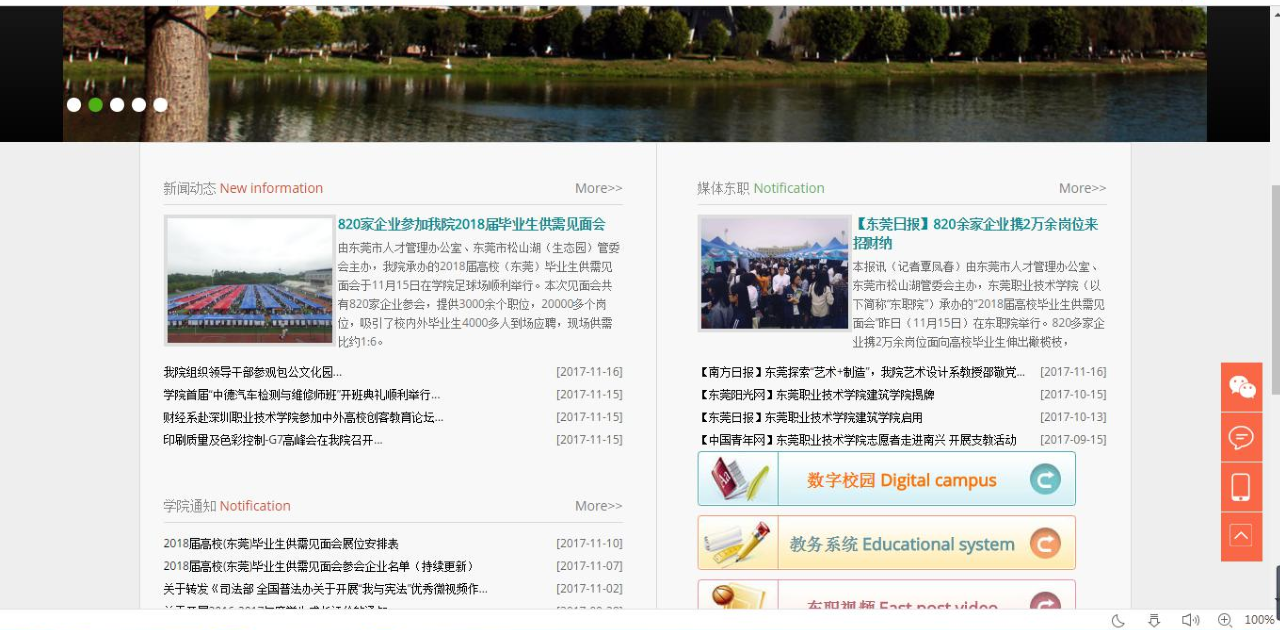 新闻动态 New information
More>>
820家企业参加我院2018届毕业生供需见面会
由东莞市人才管理办公室、东莞市松山湖（生态园）管委
会主办，我院承办的2018届高校（东莞）毕业生供需见
面会于11月15日在学院足球场顺利举行。本次见面会共
有820家企业参会，提供3000余个职位，20000多个岗
位，吸引了校内外毕业生4000多人到场应聘，现场供需
比约1:6。
我院组织领导干部参观包公文化园... [2017-11-16]
学院首届“中德汽车检测与维修师班”开班典礼顺利举行... [2017-11-15]
财经系赴深圳职业技术学院参加中外高校创客教育论坛... [2017-11-15]
印刷质量及色彩控制-G7高峰会在我院召开... [2017-11-15]
学院通知 Notification
More>>
2018届高校(东莞)毕业生供需见面会展位安排表 [2017-11-10]
2018届高校(东莞)毕业生供需见面会参会企业名单（持续更新） [2017-11-07]
关于转发《司法部 全国普法办关于开展“我与宪法”优秀微视频作... [2017-11-02]
媒体东职 Notification
More>>
【东莞日报】820余家企业携2万余岗位来
招财纳
本报讯（记者覃凤春）由东莞市人才管理办公室、
东莞市松山湖管委会主办，东莞职业技术学院（以
下简称“东职院”）承办的“2018届高校毕业生供需见
面会”昨日（11月15日）在东职院举行。820多家企
业携2万余岗位面向高校毕业生伸出橄榄枝，
【南方日报】东莞探索“艺术+制造”，我院艺术设计系教授邵敬党... [2017-11-16]
【东莞阳光网】东莞职业技术学院建筑学院揭牌 [2017-10-15]
【东莞日报】东莞职业技术学院建筑学院启用 [2017-10-13]
【中国青年网】东莞职业技术学院志愿者走进南兴 开展支教活动 [2017-09-15]
数字校园 Digital campus
教务系统 Educational system
东职视频 East post video
100%